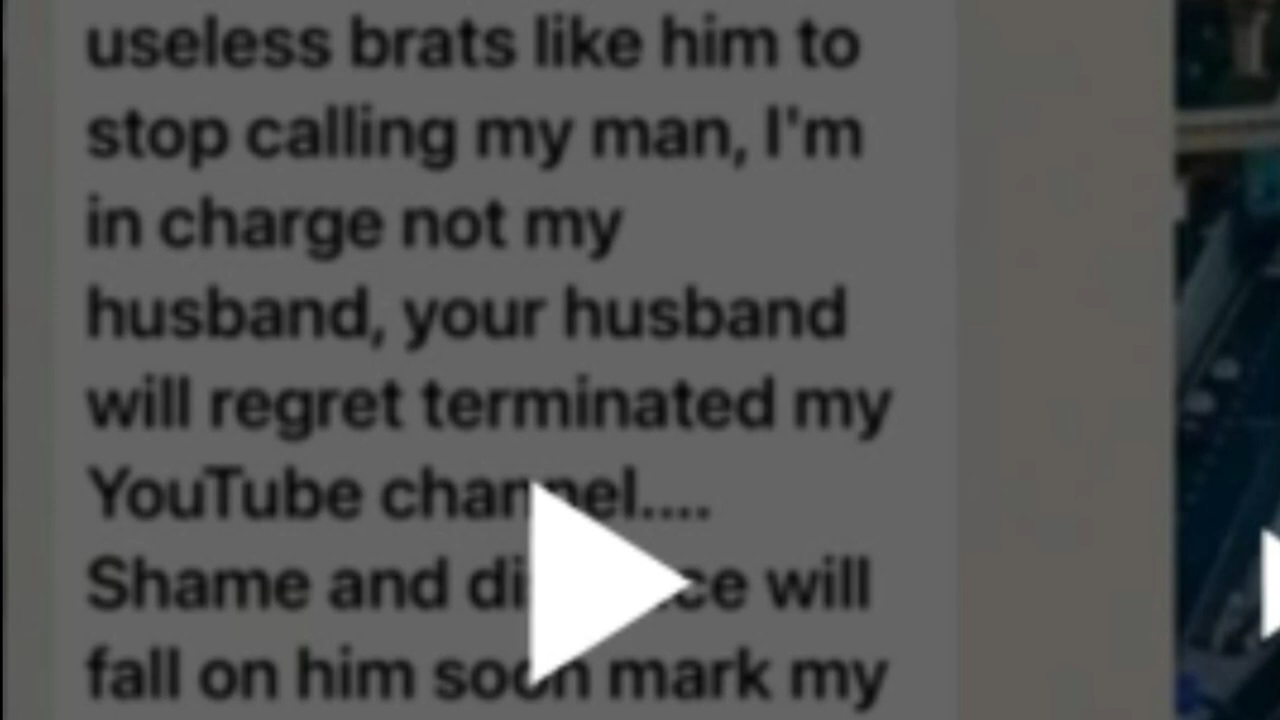 useless brats like him to
stop calling my man, I'm
in charge not my
husband, your husband
will regret terminated my
YouTube channel....
Shame and will
fall on him soon mark my